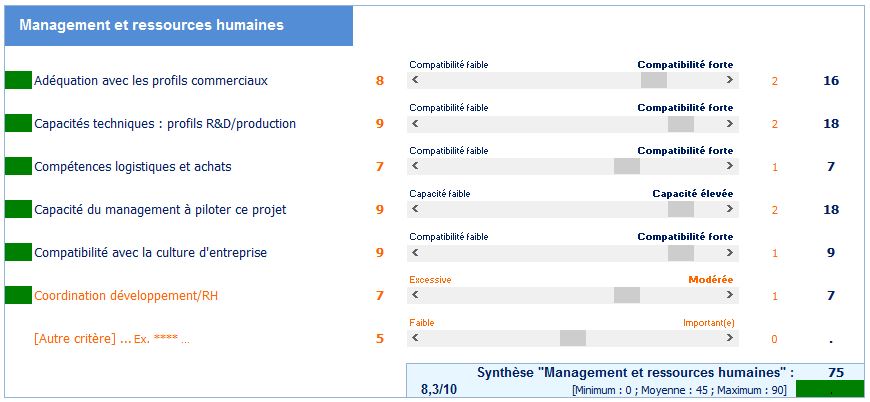 Management et ressources humaines
Compatibilité faible Compatibilité forte
Adéquation avec les profils commerciaux 8 < > 2 16
Compatibilité faible Compatibilité forte
Capacités techniques : profils R&D/production 9 < > 2 18
Compatibilité faible Compatibilité forte
Compétences logistiques et achats 7 < > 1 7
Capacité faible Capacité élevée
Capacité du management à piloter ce projet 9 < > 2 18
Compatibilité faible Compatibilité forte
Compatibilité avec la culture d'entreprise 9 < > 1 9
Excessive Modérée
Coordination développement/RH 7 < > 1 7
Faible Important(e)
[Autre critère] ... Ex. **** ... 5 < > 0 .
Synthèse "Management et ressources humaines" : 75
8,3/10 [Minimum : 0 ; Moyenne : 45 ; Maximum : 90] .